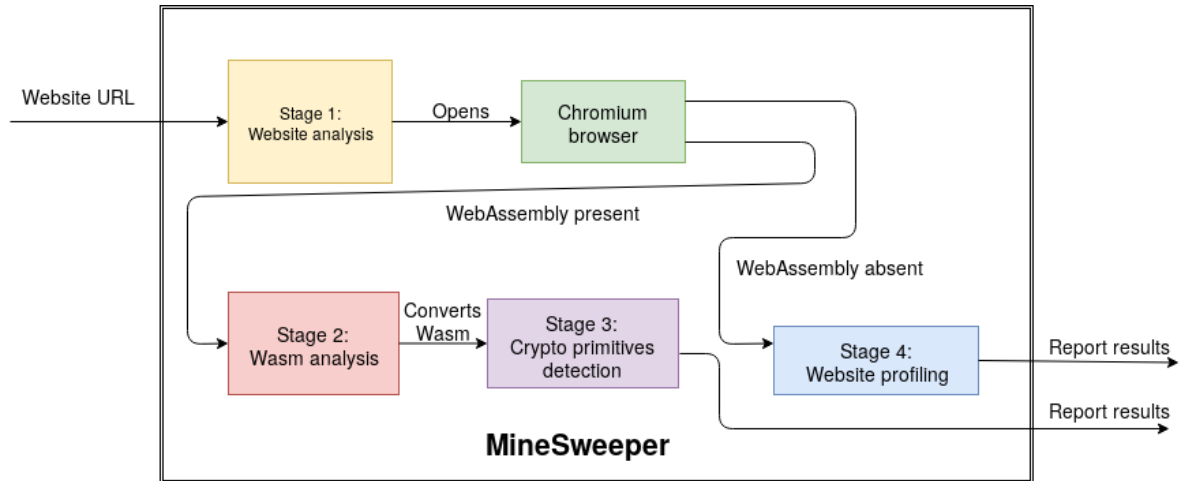 Website URL
Stage 1:
Website analysis
Opens
Chromium
browser
WebAssembly present
WebAssembly absent
Stage 2:
Wasm analysis
Converts
Wasm
Stage 3:
Crypto primitives
detection
Stage 4:
Website profiling
Report results
Report results
MineSweeper